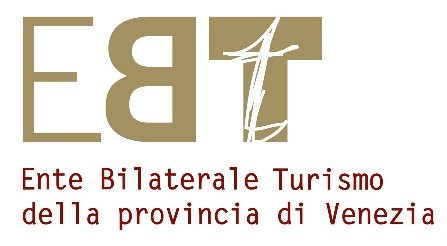 EBT
Ente Bilaterale Turismo
della provincia di Venezia